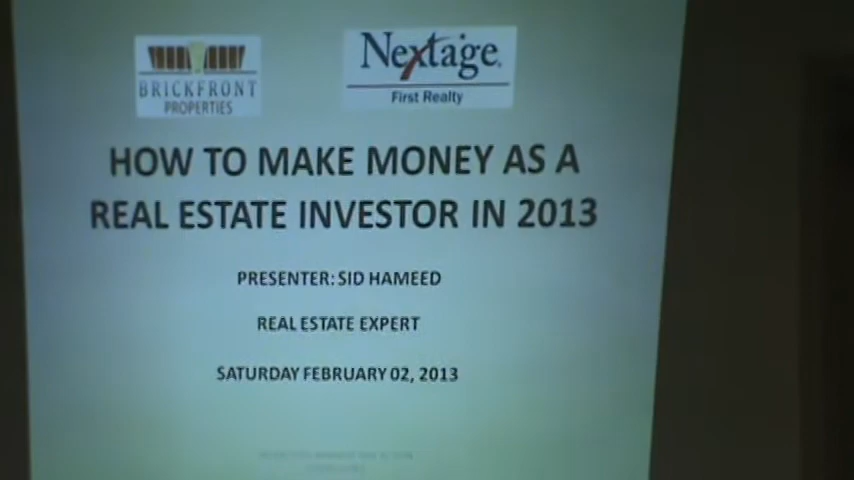 BRICKFRONT
PROPERTIES
Nextage
First Realty
HOW TO MAKE MONEY AS A
REAL ESTATE INVESTOR IN 2013
PRESENTER: SID HAMEED
REAL ESTATE EXPERT
SATURDAY FEBRUARY 02, 2013